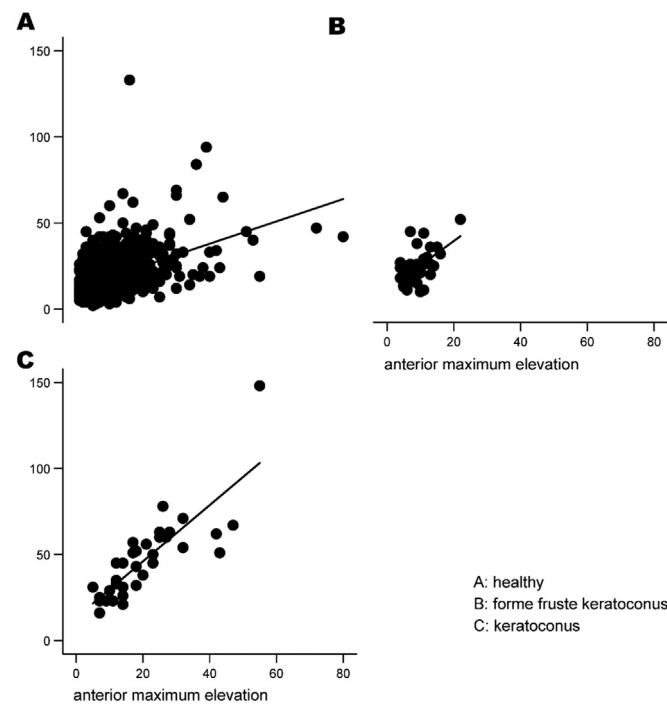 A
B
150
100
50
0
0 20 40 60 80
anterior maximum elevation
C
150
100
50
0
0 20 40 60 80
anterior maximum elevation
A: healthy
B: forme fruste keratoconus
C: keratoconus